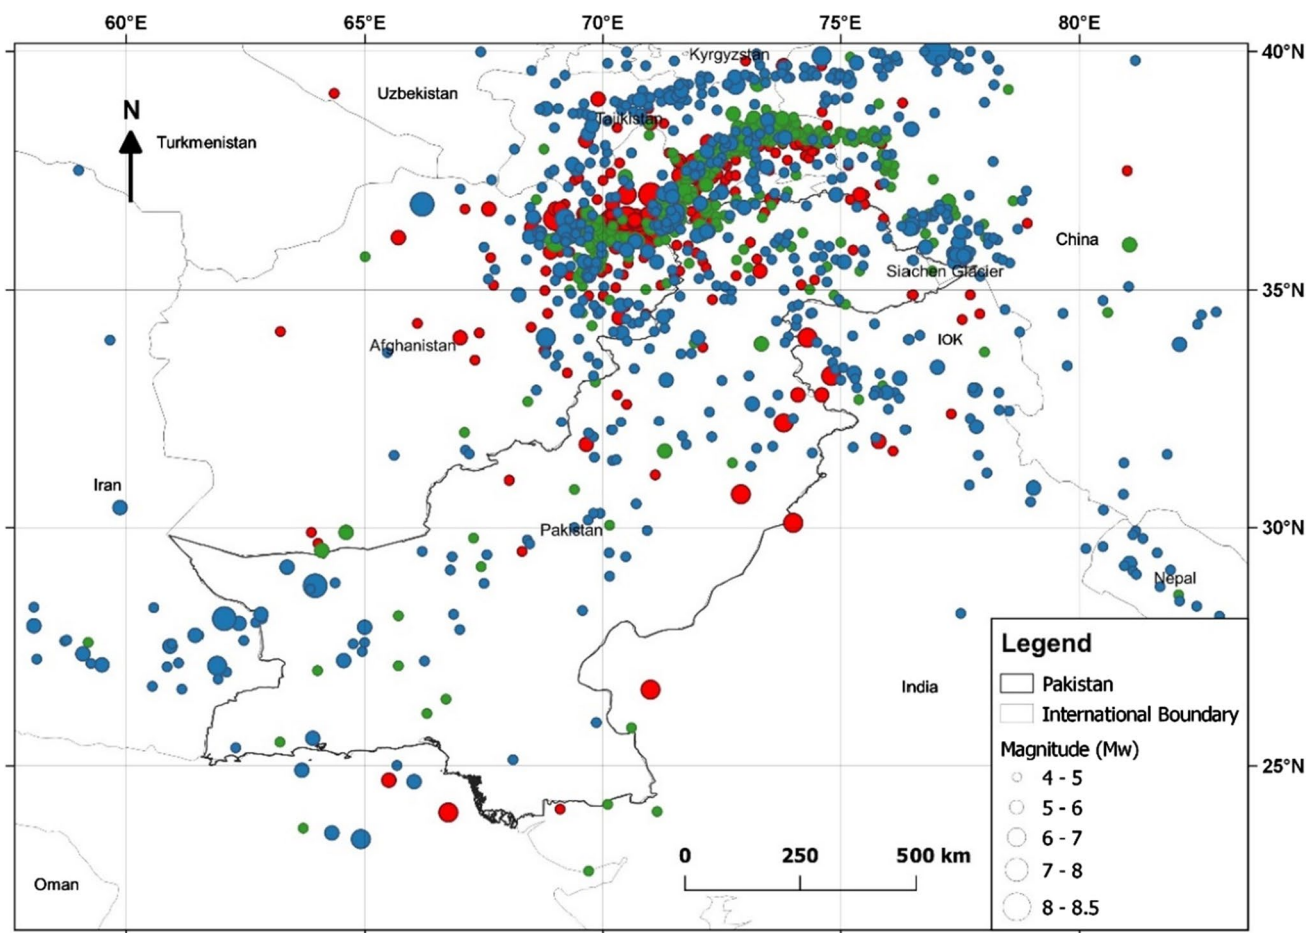 60°E 65°E 70°E 75°E 80°E
40°N
Kyrgyzstan
Uzbekistan
N
Tajikistan
Turkmenistan
China
Siachen Glacier
35°N
Afghanistan
IOK
Iran
Pakistan
30°N
Nepal
India
25°N
Oman
0 250 500 km
Legend
Pakistan
International Boundary
Magnitude (Mw)
4 - 5
5 - 6
6 - 7
7 - 8
8 - 8.5